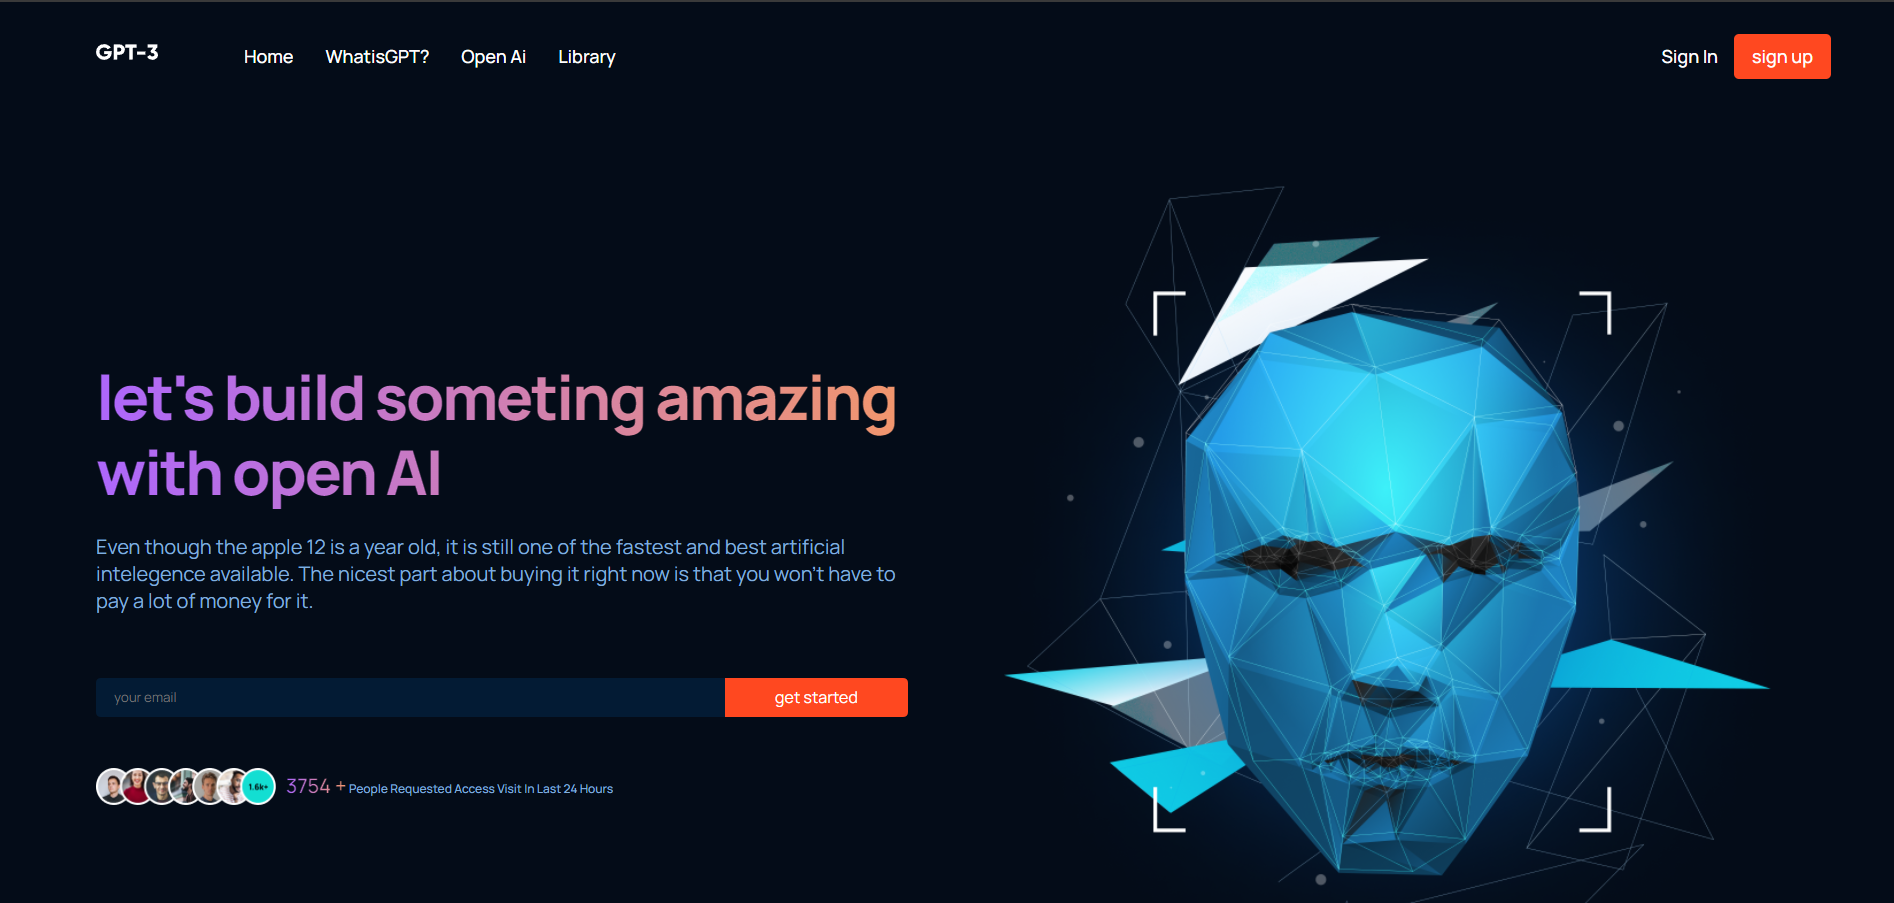 GPT-3
Home
WhatisGPT?
Open Ai
Library
Sign In
sign up
let's build someting amazing
with open AI
Even though the apple 12 is a year old, it is still one of the fastest and best artificial
intelegence available. The nicest part about buying it right now is that you won't have to
pay a lot of money for it.
your email
get started
1.6k+
3754 + People Requested Access Visit In Last 24 Hours